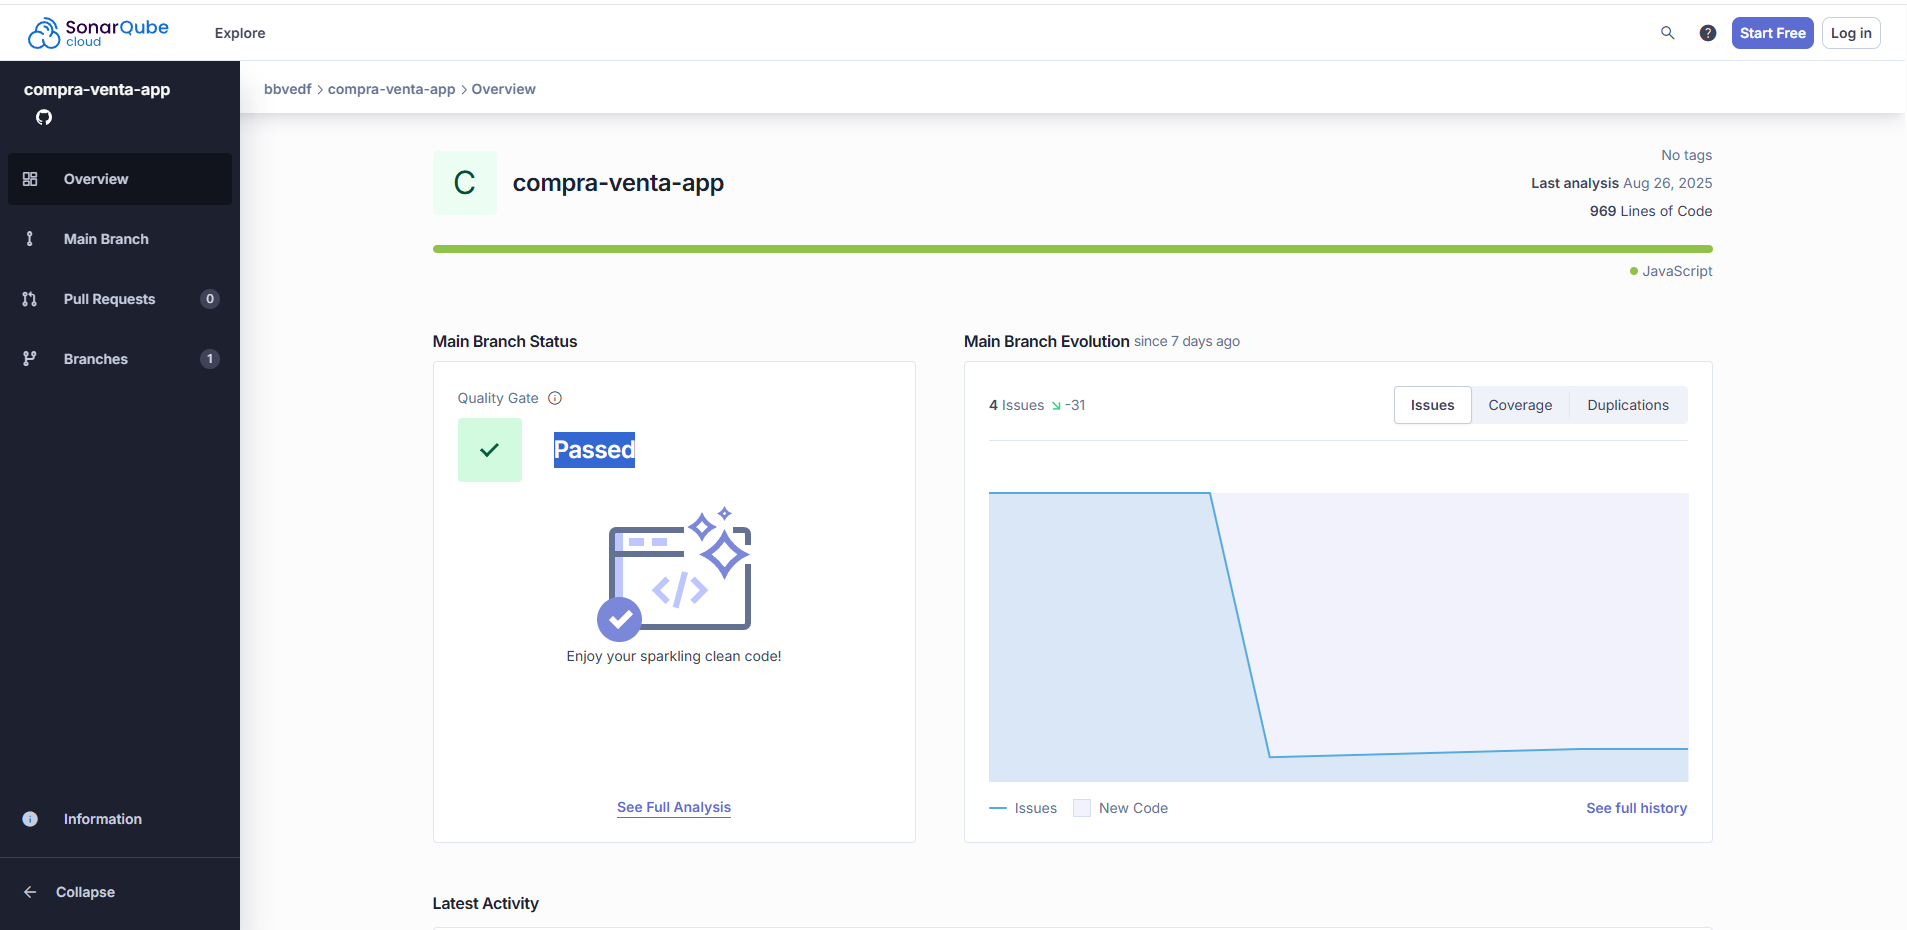 SonarQube
cloud
Explore
?
Start Free
Log in
compra-venta-app
Overview
Main Branch
Pull Requests
0
Branches
1
Information
Collapse
bbvedf > compra-venta-app > Overview
C
compra-venta-app
No tags
Last analysis Aug 26, 2025
969 Lines of Code
JavaScript
Main Branch Status
Quality Gate
Passed
</>
Enjoy your sparkling clean code!
See Full Analysis
Main Branch Evolution since 7 days ago
4 Issues -31
Issues
Coverage
Duplications
Issues
New Code
See full history
Latest Activity